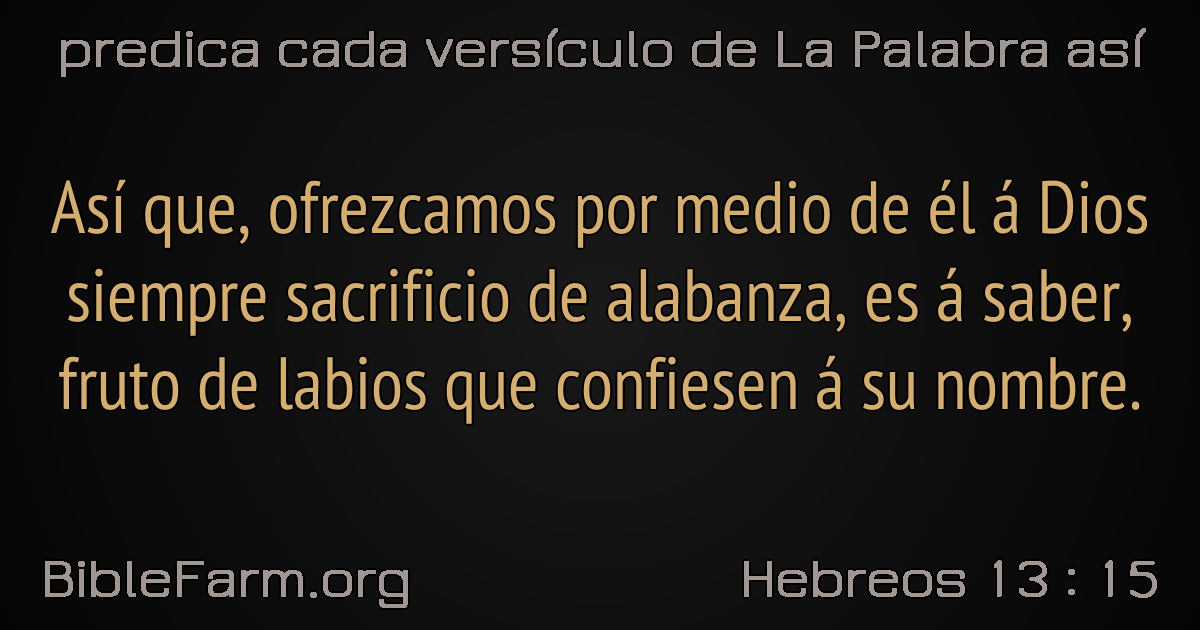 predica cada versículo de La Palabra así
Así que, ofrezcamos por medio de él á Dios
siempre sacrificio de alabanza, es á saber,
fruto de labios que confiesen á su nombre.
BibleFarm.org
Hebreos 13 : 15